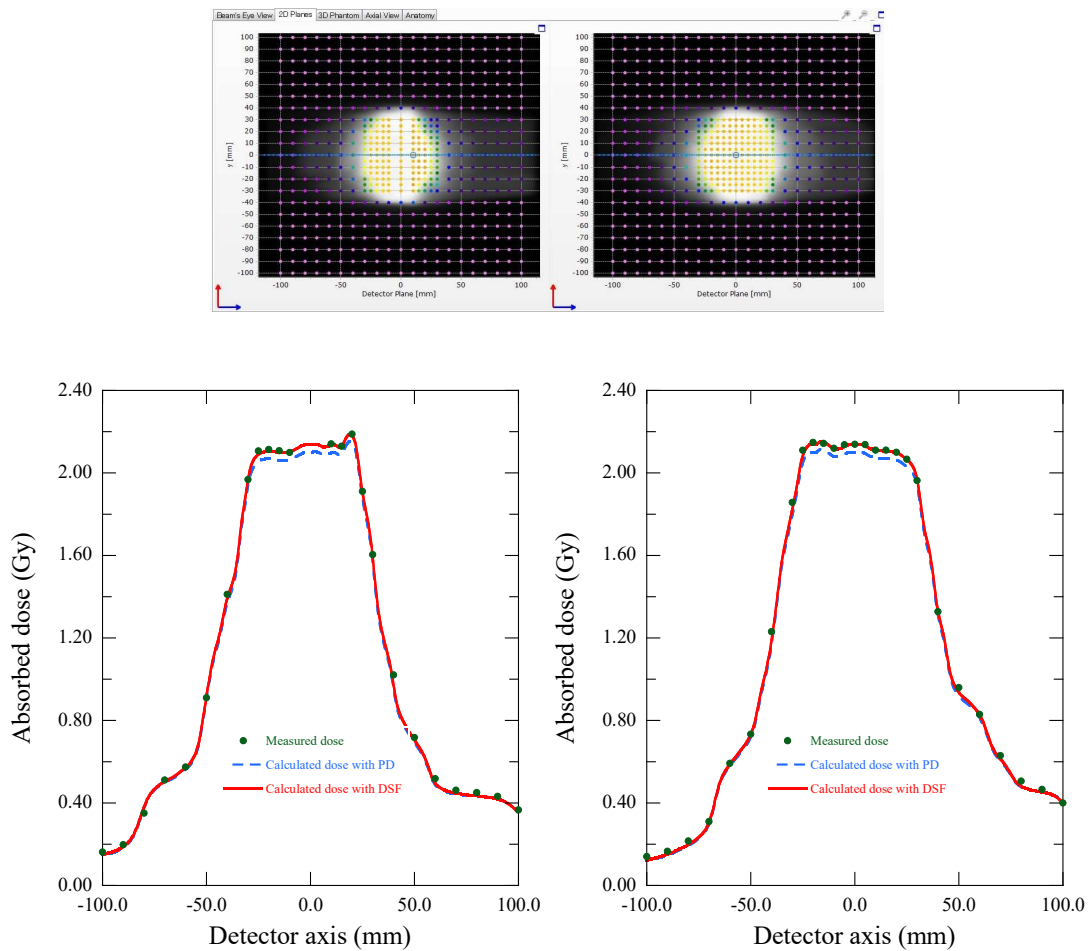 Beam's Eye View 2D Planes 3D Phantom Axial View Anatomy
100
90
80
70
60
50
40
30
20
10
0
-10
-20
-30
-40
-50
-60
-70
-80
-90
-100
y [mm]
-100 -50 0 50 100
Detector Plane [mm]
100
90
80
70
60
50
40
30
20
10
0
-10
-20
-30
-40
-50
-60
-70
-80
-90
-100
y [mm]
-100 -50 0 50 100
Detector Plane [mm]
2.40
2.00
1.60
1.20
0.80
0.40
0.00
Absorbed dose (Gy)
Measured dose
Calculated dose with PD
Calculated dose with DSF
-100.0 -50.0 0.0 50.0 100.0
Detector axis (mm)
2.40
2.00
1.60
1.20
0.80
0.40
0.00
Absorbed dose (Gy)
Measured dose
Calculated dose with PD
Calculated dose with DSF
-100.0 -50.0 0.0 50.0 100.0
Detector axis (mm)